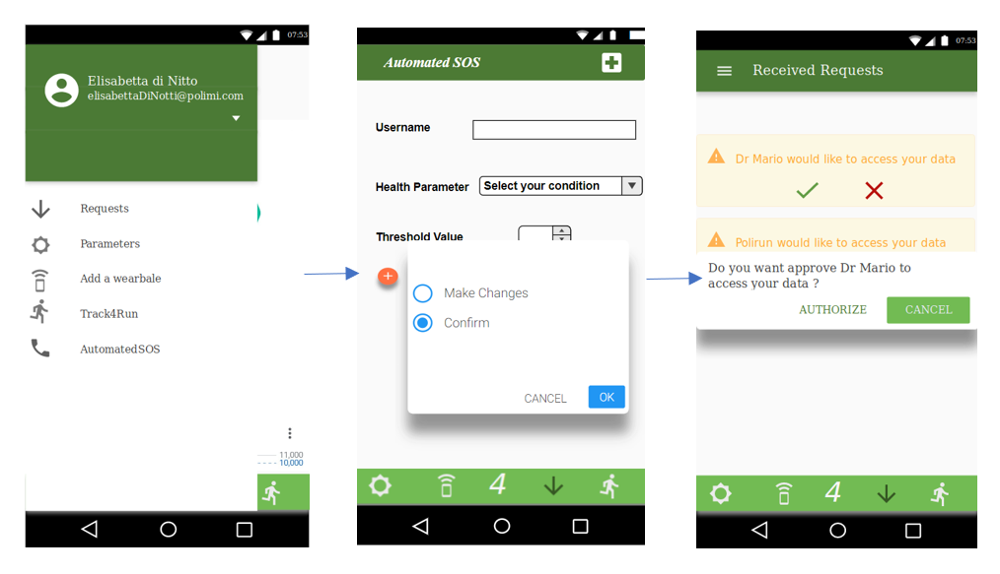 07:53
Elisabetta di Nitto
elisabettaDiNotti@polimi.com
Requests
Parameters
Add a wearbale
Track4Run
AutomatedSOS
11,000
10,000
Automated SOS
Username
Health Parameter
Select your condition
Threshold Value
Make Changes
Confirm
CANCEL
OK
4
07:53
Received Requests
Dr Mario would like to access your data
Polirun would like to access your data
Do you want approve Dr Mario to
access your data ?
AUTHORIZE
CANCEL
4